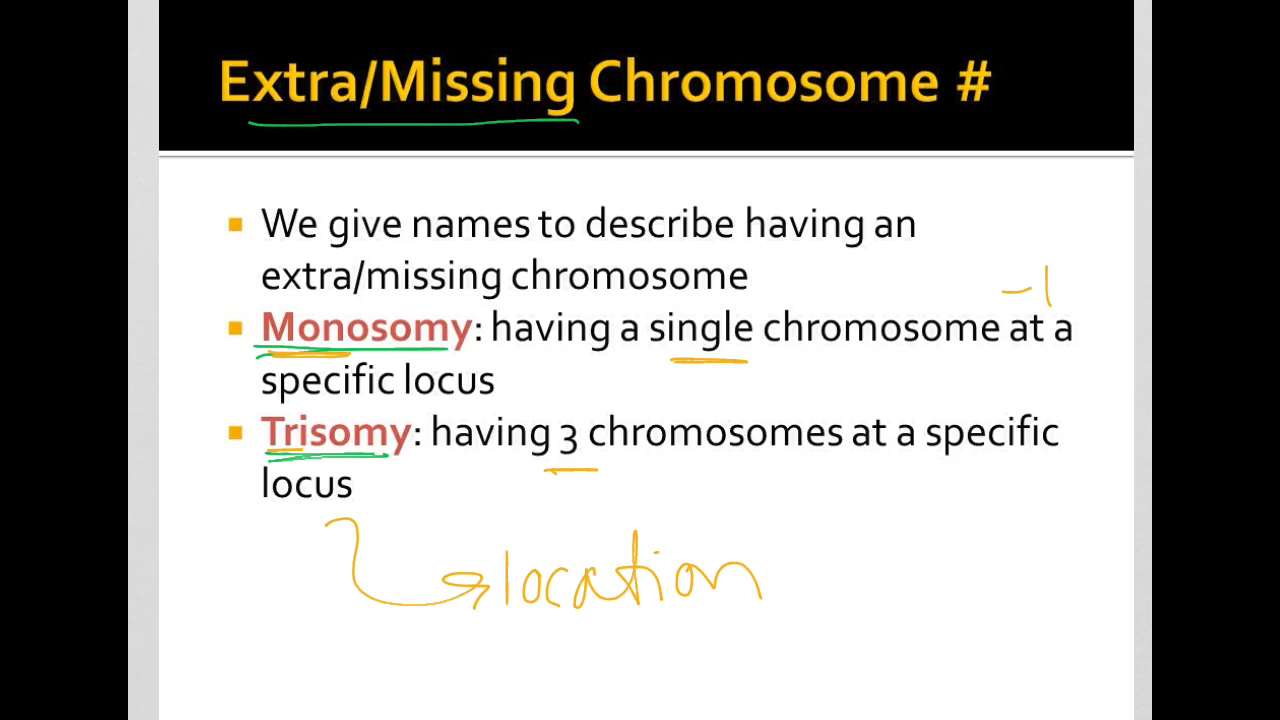 Extra/Missing Chromosome #
▪ We give names to describe having an
extra/missing chromosome
-1
▪ Monosomy: having a single chromosome at a
specific locus
▪ Trisomy: having 3 chromosomes at a specific
locus
location